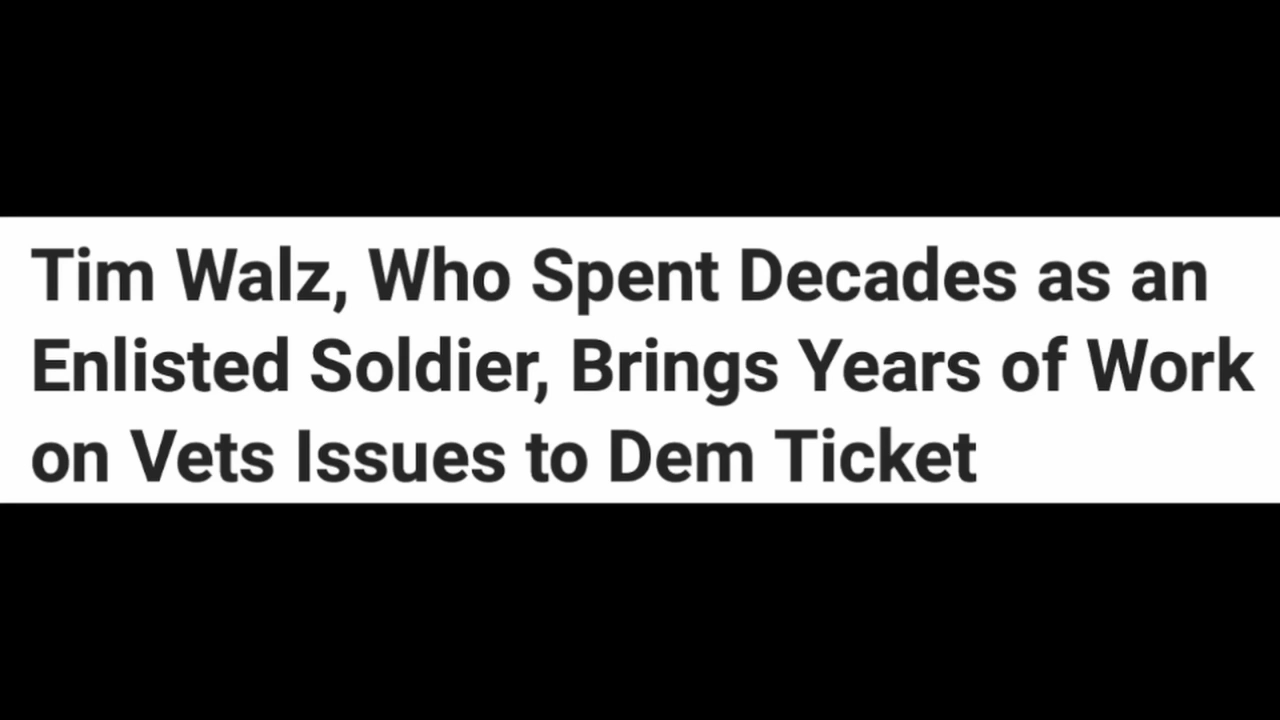 Tim Walz, Who Spent Decades as an
Enlisted Soldier, Brings Years of Work
on Vets Issues to Dem Ticket